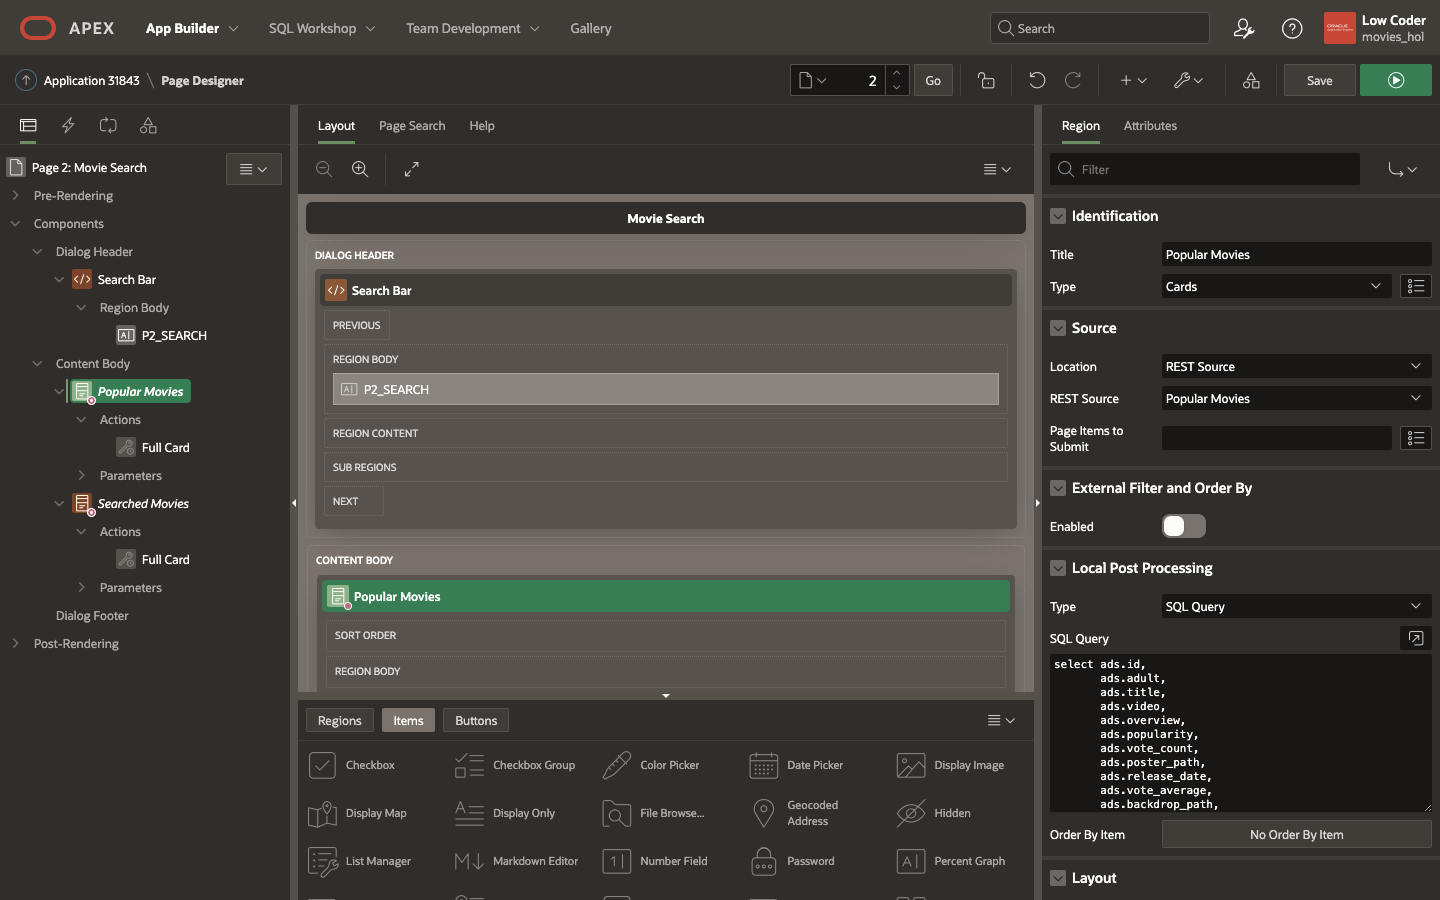 APEX
App Builder
SQL Workshop
Team Development
Gallery
Search
Low Coder
movies_hol
Application 31843 \ Page Designer
2
Go
Save
Page 2: Movie Search
Pre-Rendering
Components
Dialog Header
Search Bar
Region Body
P2_SEARCH
Content Body
Popular Movies
Actions
Full Card
Parameters
Searched Movies
Actions
Full Card
Parameters
Dialog Footer
Post-Rendering
Layout
Page Search
Help
Movie Search
DIALOG HEADER
Search Bar
PREVIOUS
REGION BODY
P2_SEARCH
REGION CONTENT
SUB REGIONS
NEXT
CONTENT BODY
Popular Movies
SORT ORDER
REGION BODY
Regions
Items
Buttons
Checkbox
Checkbox Group
Color Picker
Date Picker
Display Image
Display Map
Display Only
File Browse...
Geocoded
Address
Hidden
List Manager
Markdown Editor
Number Field
Password
Percent Graph
Region
Attributes
Filter
Identification
Title Popular Movies
Type Cards
Source
Location REST Source
REST Source Popular Movies
Page Items to
Submit
External Filter and Order By
Enabled
Local Post Processing
Type SQL Query
SQL Query
select ads.id,
ads.adult,
ads.title,
ads.video,
ads.overview,
ads.popularity,
ads.vote_count,
ads.poster_path,
ads.release_date,
ads.vote_average,
ads.backdrop_path,
Order By Item No Order By Item
Layout